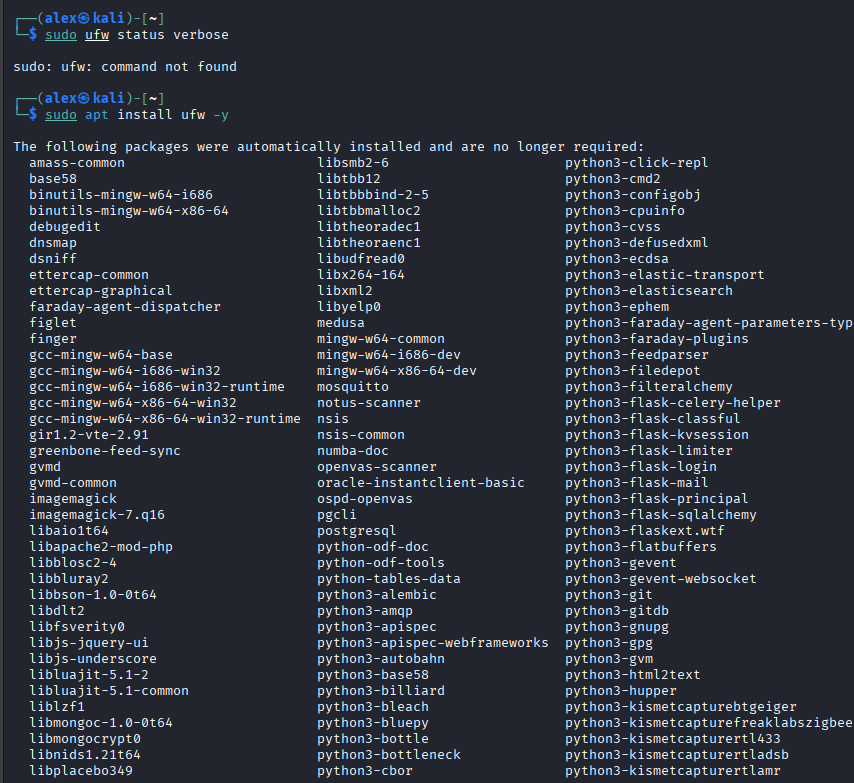 ┌──(alex㉿kali)-[~]
└─$ sudo ufw status verbose
sudo: ufw: command not found
┌──(alex㉿kali)-[~]
└─$ sudo apt install ufw -y
The following packages were automatically installed and are no longer required:
amass-common libsmb2-6 python3-click-repl
base58 libtbb12 python3-cmd2
binutils-mingw-w64-i686 libtbbbind-2-5 python3-configobj
binutils-mingw-w64-x86-64 libtbbmalloc2 python3-cpuinfo
debugedit libtheoradec1 python3-cvss
dnsmap libtheoraenc1 python3-defusedxml
dsniff libudfread0 python3-ecdsa
ettercap-common libx264-164 python3-elastic-transport
ettercap-graphical libxml2 python3-elasticsearch
faraday-agent-dispatcher libyelp0 python3-ephem
figlet medusa python3-faraday-agent-parameters-typ
finger mingw-w64-common python3-faraday-plugins
gcc-mingw-w64-base mingw-w64-i686-dev python3-feedparser
gcc-mingw-w64-i686-win32 mingw-w64-x86-64-dev python3-filedepot
gcc-mingw-w64-i686-win32-runtime mosquitto python3-filteralchemy
gcc-mingw-w64-x86-64-win32 notus-scanner python3-flask-celery-helper
gcc-mingw-w64-x86-64-win32-runtime nsis python3-flask-classful
gir1.2-vte-2.91 nsis-common python3-flask-kvsession
greenbone-feed-sync numba-doc python3-flask-limiter
gvmd openvas-scanner python3-flask-login
gvmd-common oracle-instantclient-basic python3-flask-mail
imagemagick ospd-openvas python3-flask-principal
imagemagick-7.q16 pgcli python3-flask-sqlalchemy
libaio1t64 postgresql python3-flaskext.wtf
libapache2-mod-php python-odf-doc python3-flatbuffers
libblosc2-4 python-odf-tools python3-gevent
libbluray2 python-tables-data python3-gevent-websocket
libbson-1.0-0t64 python3-alembic python3-git
libdlt2 python3-amqp python3-gitdb
libfsverity0 python3-apispec python3-gnupg
libjs-jquery-ui python3-apispec-webframeworks python3-gpg
libjs-underscore python3-autobahn python3-gvm
libluajit-5.1-2 python3-base58 python3-html2text
libluajit-5.1-common python3-billiard python3-hupper
liblzf1 python3-bleach python3-kismetcapturebtgeiger
libmongoc-1.0-0t64 python3-bluepy python3-kismetcapturefreaklabszigbee
libmongocrypt0 python3-bottle python3-kismetcapturertl433
libnids1.21t64 python3-bottleneck python3-kismetcapturertladsb
libplacebo349 python3-cbor python3-kismetcapturertlamr